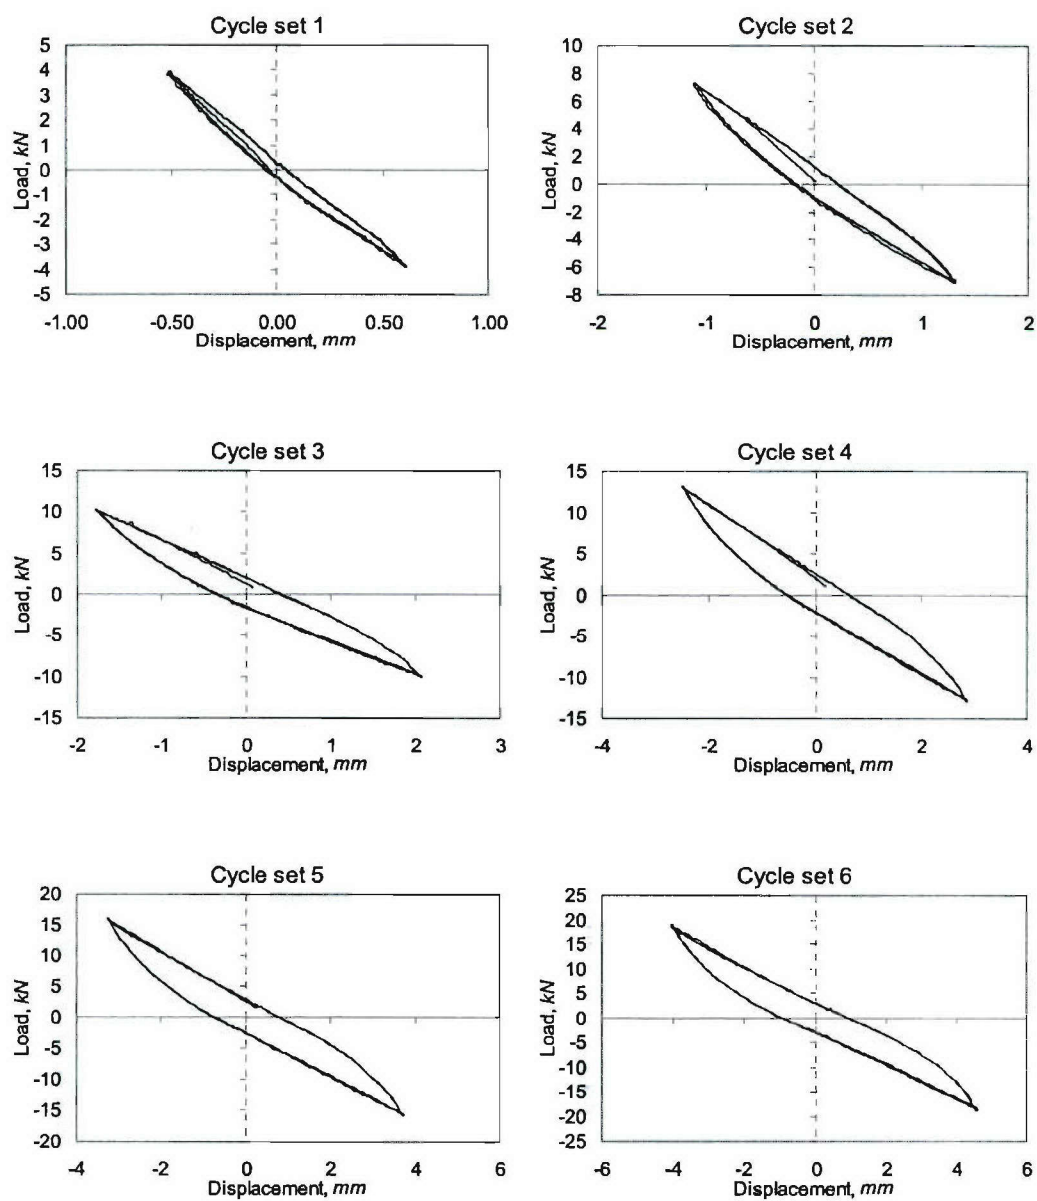 Cycle set 1
5
4
3
2
1
0
-1
-2
-3
-4
-5
Load, kN
-1.00 -0.50 0.00 0.50 1.00
Displacement, mm
Cycle set 2
10
8
6
4
2
0
-2
-4
-6
-8
Load, kN
-2 -1 0 1 2
Displacement, mm
Cycle set 3
15
10
5
0
-5
-10
-15
Load, kN
-2 -1 0 1 2 3
Displacement, mm
Cycle set 4
15
10
5
0
-5
-10
-15
Load, kN
-4 -2 0 2 4
Displacement, mm
Cycle set 5
20
15
10
5
0
-5
-10
-15
-20
Load, kN
-4 -2 0 2 4 6
Displacement, mm
Cycle set 6
25
20
15
10
5
0
-5
-10
-15
-20
-25
Load, kN
-6 -4 -2 0 2 4 6
Displacement, mm